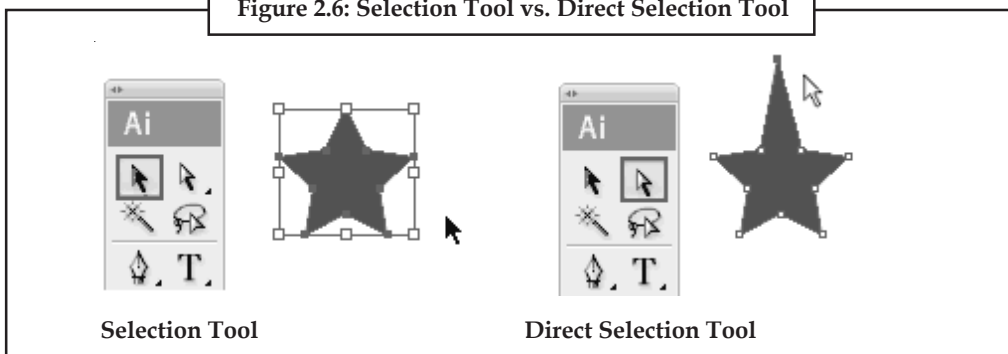 Figure 2.6: Selection Tool vs. Direct Selection Tool
Ai
T
Ai
T
Selection Tool
Direct Selection Tool